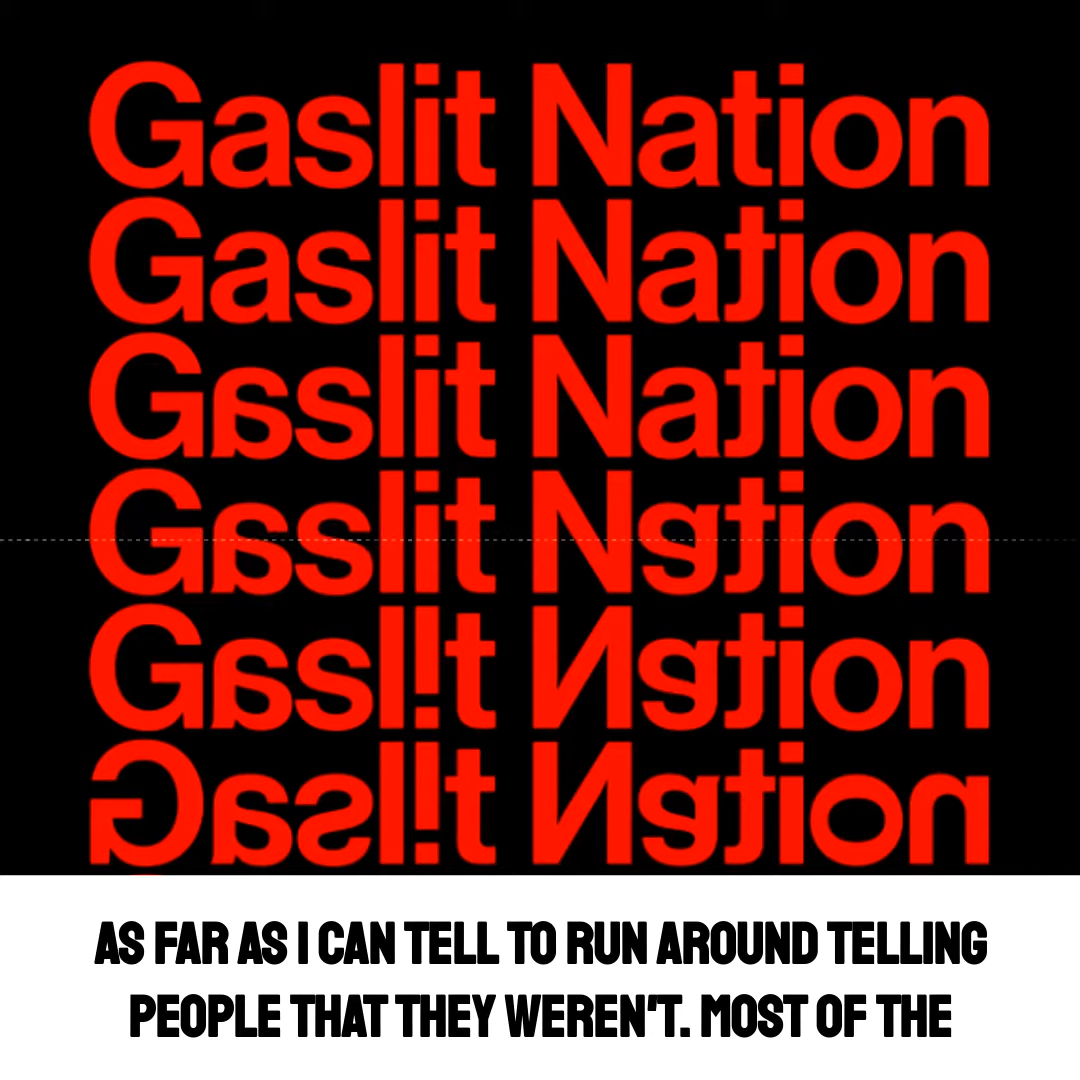 Gaslit Nation
Gaslit Nation
Gaslit Nation
Gaslit Nation
Gaslit Nation
Gaslit Nation
AS FAR AS I CAN TELL TO RUN AROUND TELLING
PEOPLE THAT THEY WEREN'T. MOST OF THE